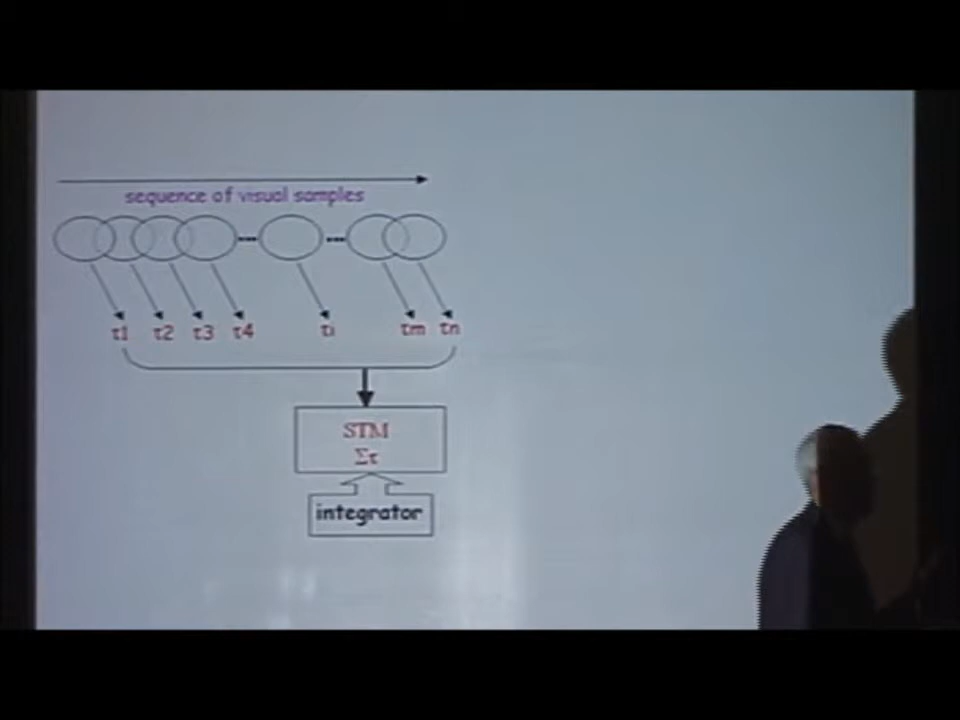 sequence of visual samples
τ1 τ2 τ3 τ4 τi τm τn
STM
Στ
integrator